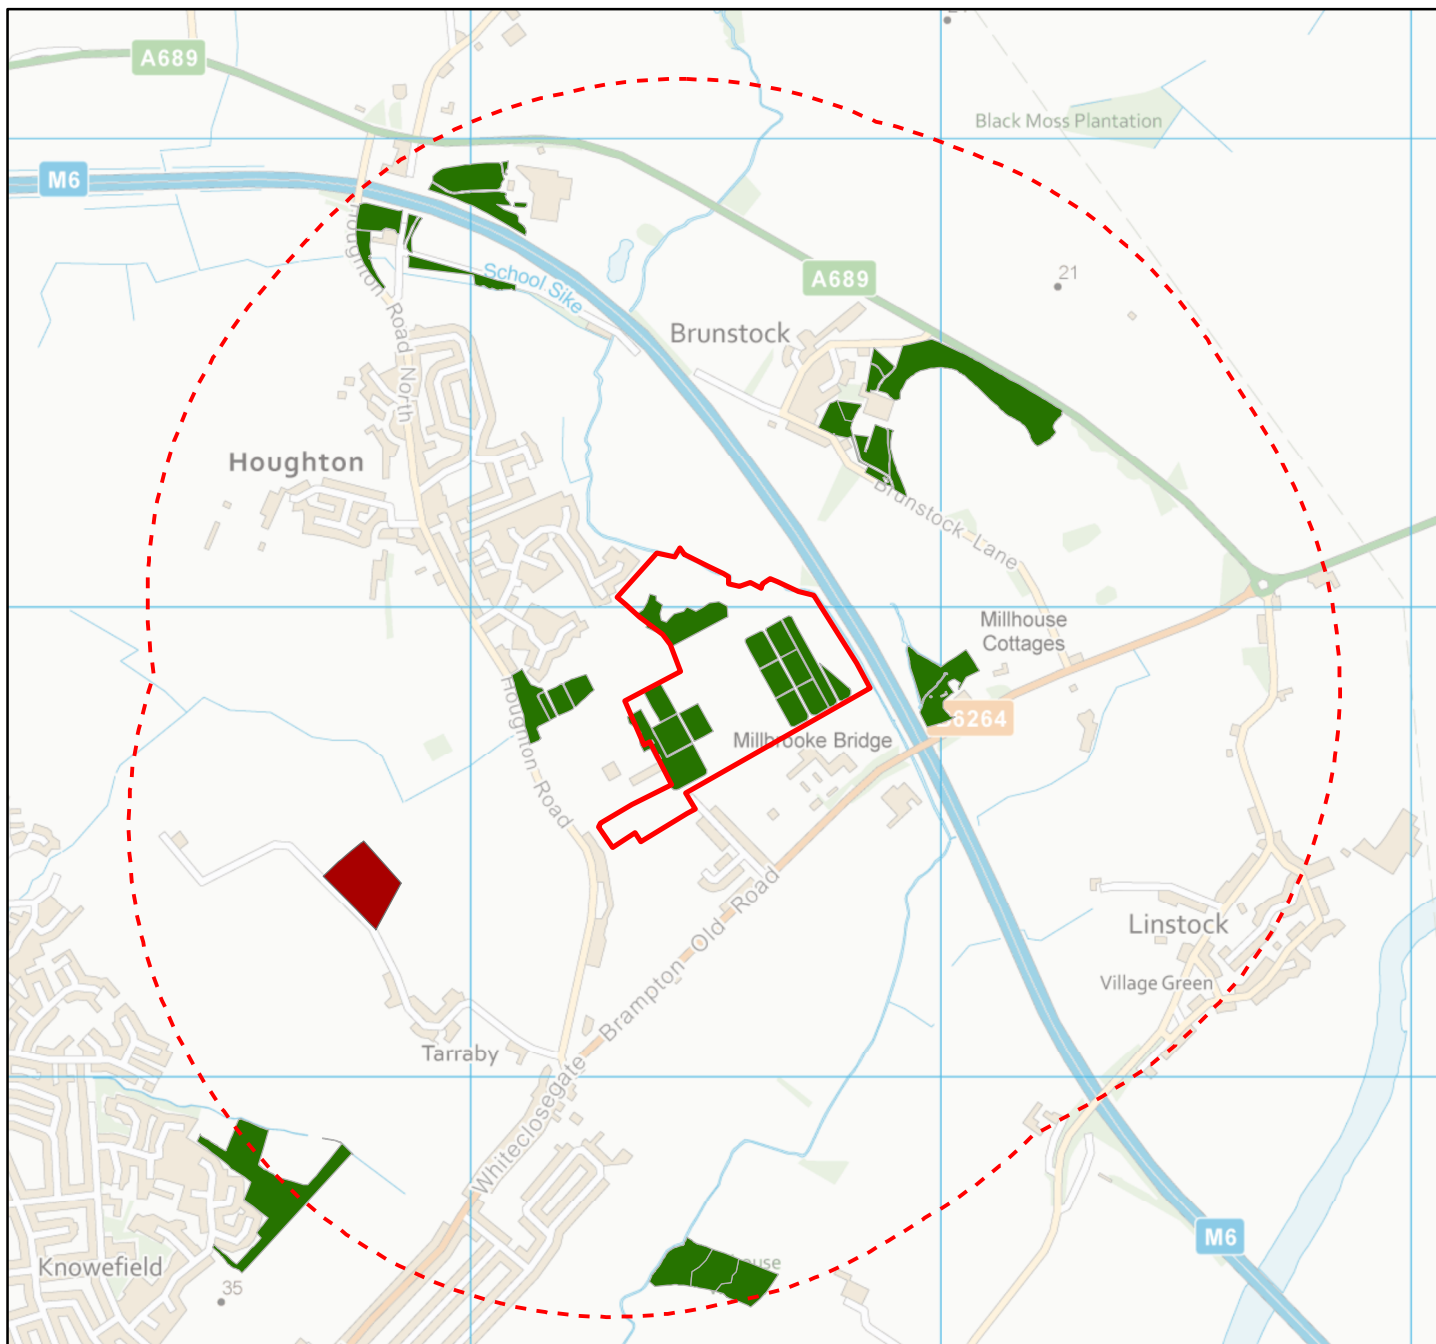 A689
Black Moss Plantation
M6
School Sike
A689
21
Brunstock
Houghton Road North
Houghton
Brunstock Lane
Millhouse
Cottages
6264
Millbrooke Bridge
Houghton Road
Linstock
Village Green
Brampton Old Road
Tarraby
Whiteclosegate
M6
Knowefield
35